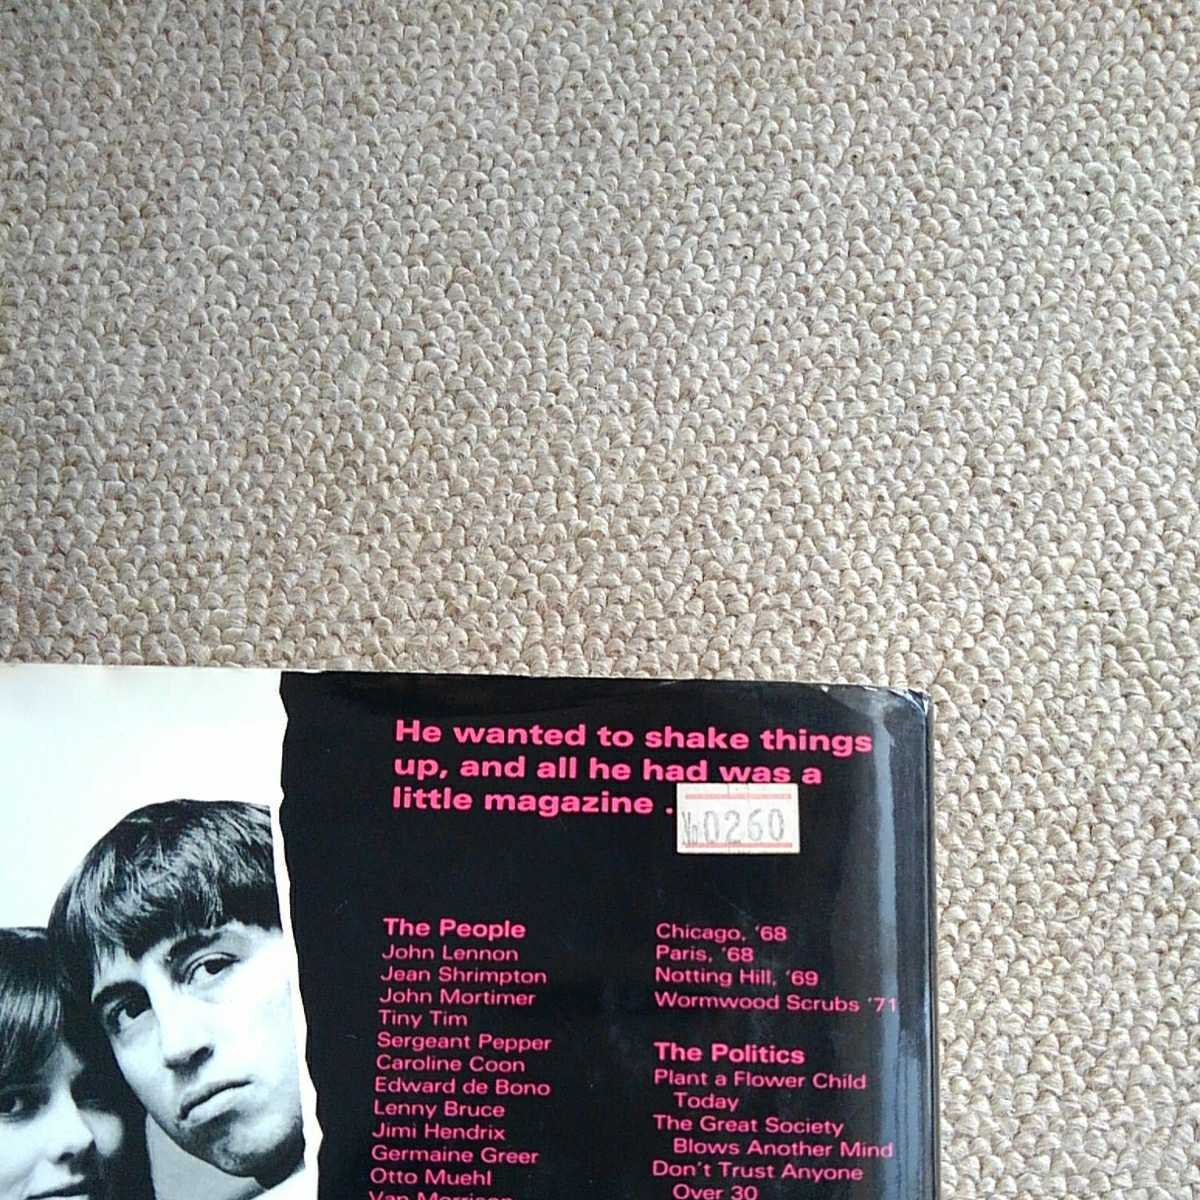 He wanted to shake things
up, and all he had was a
little magazine .
№0260
The People
John Lennon
Jean Shrimpton
John Mortimer
Tiny Tim
Sergeant Pepper
Caroline Coon
Edward de Bono
Lenny Bruce
Jimi Hendrix
Germaine Greer
Otto Muehl
Van Morrison
Chicago, '68
Paris, '68
Notting Hill, '69
Wormwood Scrubs '71
The Politics
Plant a Flower Child
Today
The Great Society
Blows Another Mind
Don't Trust Anyone
Over 30